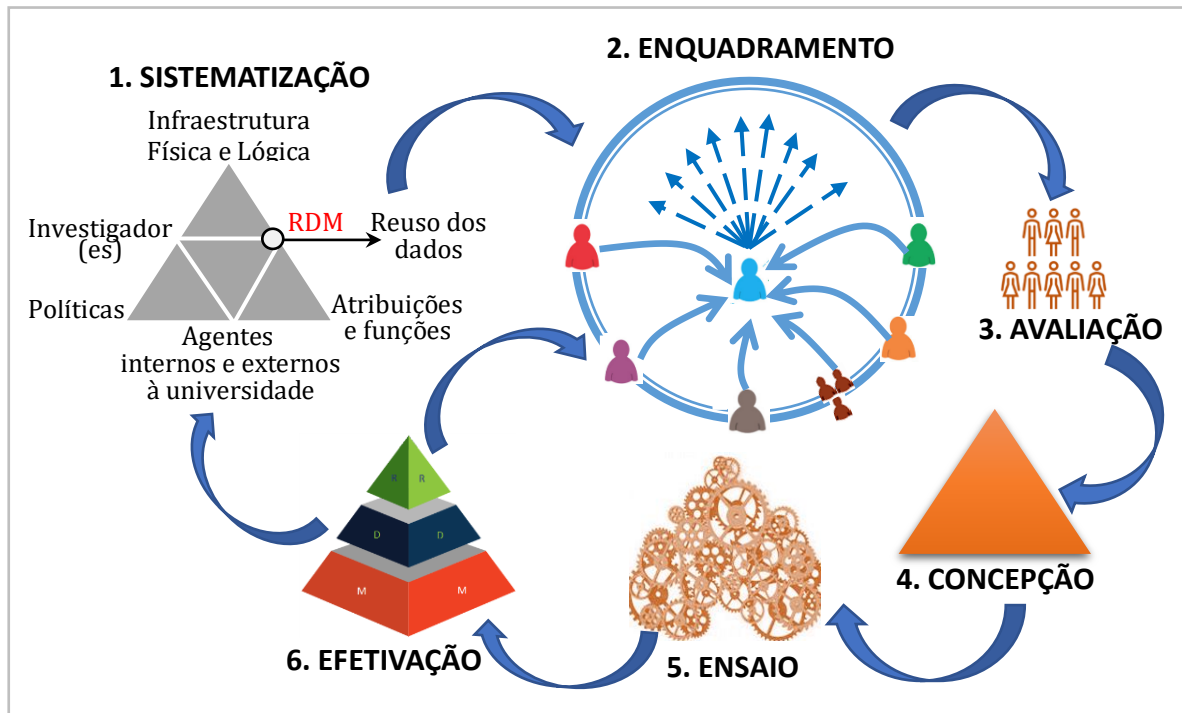 1. SISTEMATIZAÇÃO
Infraestrutura
Física e Lógica
Investigador
(es)
RDM
Reuso dos
dados
Políticas
Atribuições
e funções
Agentes
internos e externos
à universidade
2. ENQUADRAMENTO
3. AVALIAÇÃO
4. CONCEPÇÃO
5. ENSAIO
6. EFETIVAÇÃO
R R
D D
M M